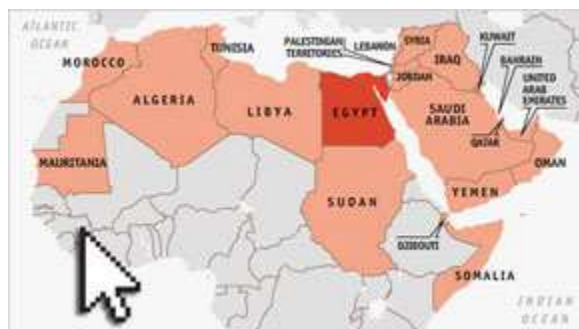 ATLANTIC
OCEAN
MOROCCO
TUNISIA
PALESTINIAN
TERRITORIES
LEBANON
SYRIA
IRAQ
KUWAIT
BAHRAIN
UNITED
ARAB
EMIRATES
JORDAN
ALGERIA
LIBYA
EGYPT
SAUDI
ARABIA
QATAR
OMAN
MAURITANIA
SUDAN
YEMEN
DJIBOUTI
SOMALIA
INDIAN
OCEAN